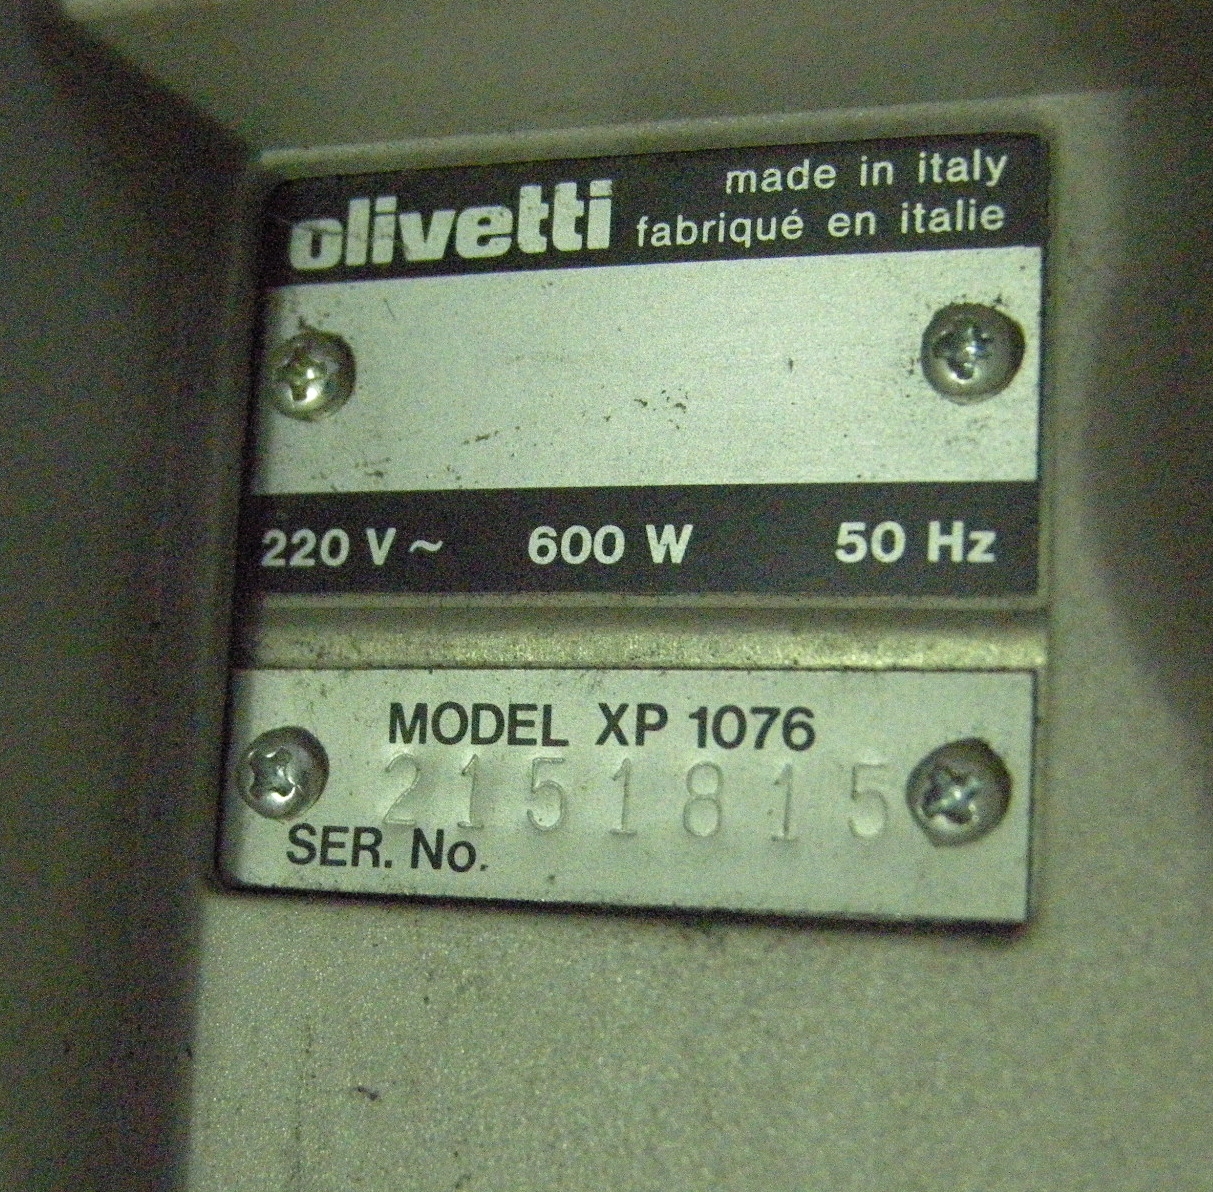 olivetti made in italy
fabriqué en italie
220 V ~ 600 W 50 Hz
MODEL XP 1076
2151815
SER. No.